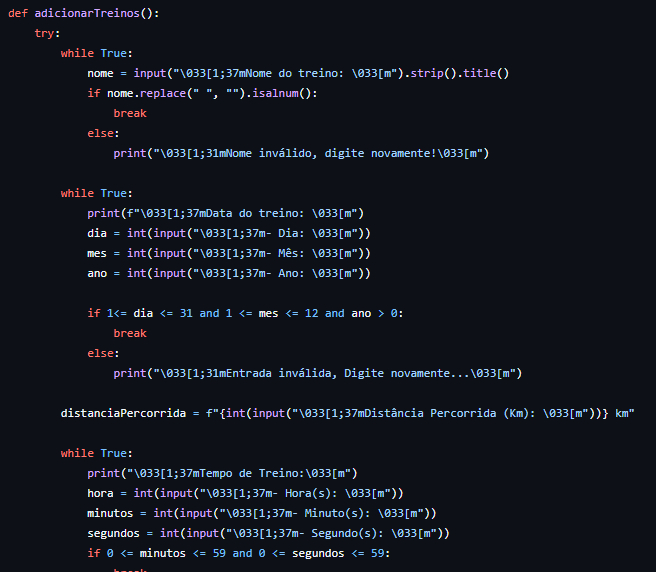 def adicionarTreinos():
    try:
        while True:
            nome = input("\033[1;37mNome do treino: \033[m").strip().title()
            if nome.replace(" ", "").isalnum():
                break
            else:
                print("\033[1;31mNome inválido, digite novamente!\033[m")

        while True:
            print(f"\033[1;37mData do treino: \033[m")
            dia = int(input("\033[1;37m- Dia: \033[m"))
            mes = int(input("\033[1;37m- Mês: \033[m"))
            ano = int(input("\033[1;37m- Ano: \033[m"))

            if 1<= dia <= 31 and 1 <= mes <= 12 and ano > 0:
                break
            else:
                print("\033[1;31mEntrada inválida, Digite novamente...\033[m")

        distanciaPercorrida = f"{int(input("\033[1;37mDistância Percorrida (Km): \033[m"))} km"

        while True:
            print("\033[1;37mTempo de Treino:\033[m")
            hora = int(input("\033[1;37m- Hora(s): \033[m"))
            minutos = int(input("\033[1;37m- Minuto(s): \033[m"))
            segundos = int(input("\033[1;37m- Segundo(s): \033[m"))
            if 0 <= minutos <= 59 and 0 <= segundos <= 59: